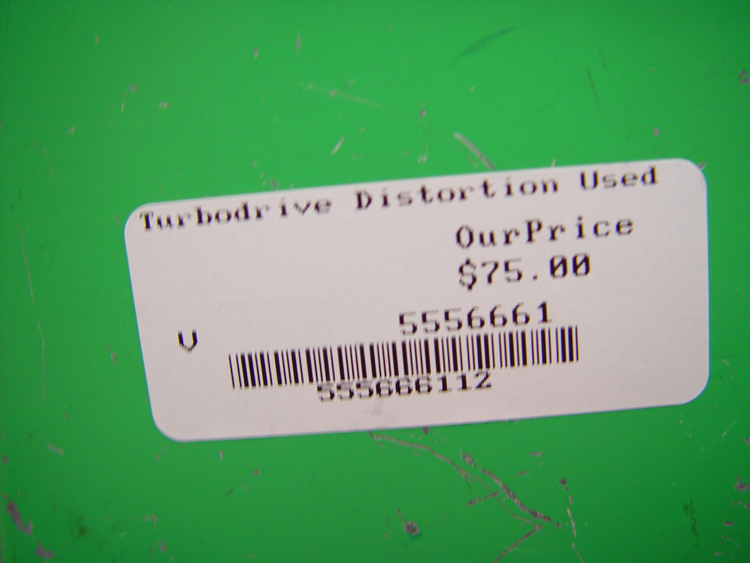 Turbodrive Distortion Used
OurPrice
$75.00
5556661
V
555666112